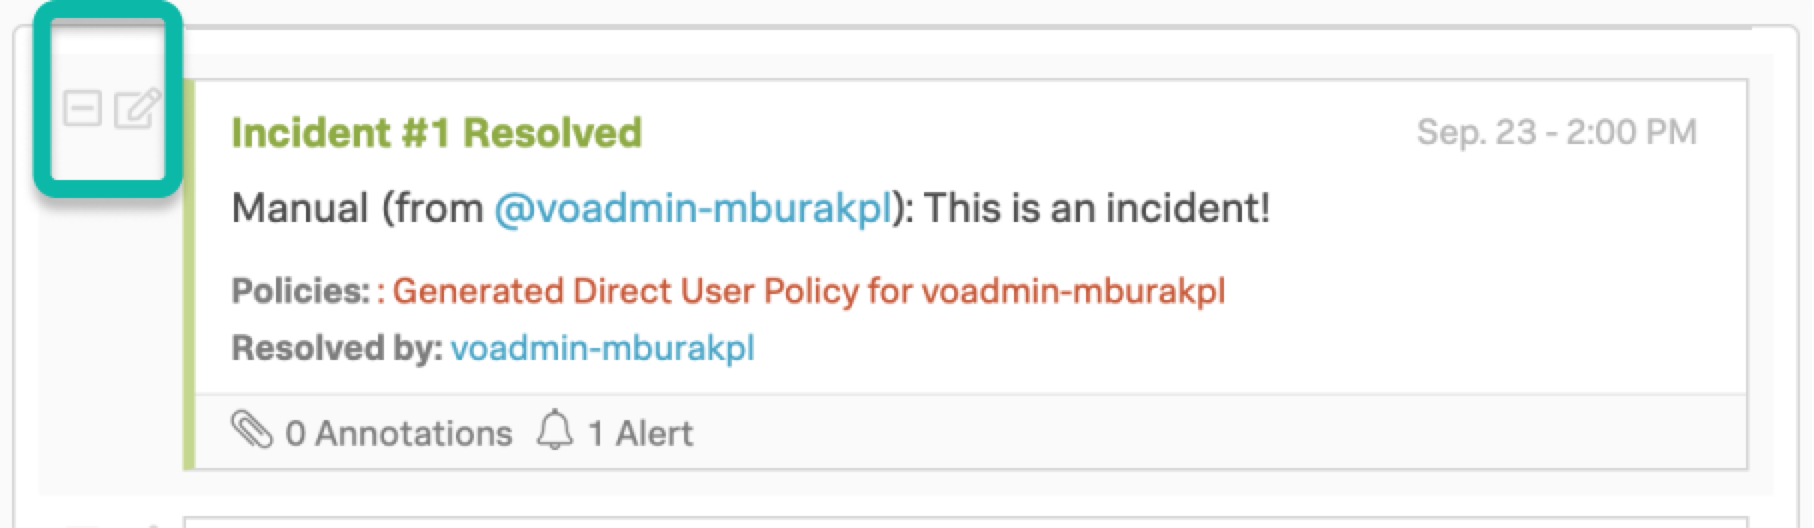 Incident #1 Resolved
Sep. 23 - 2:00 PM
Manual (from @voadmin-mburakpl): This is an incident!
Policies: : Generated Direct User Policy for voadmin-mburakpl
Resolved by: voadmin-mburakpl
0 Annotations 1 Alert